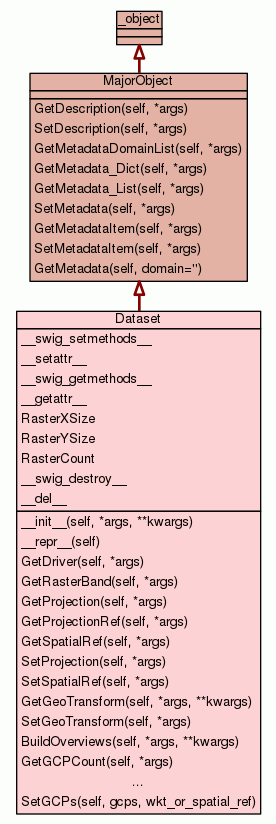 _object
MajorObject
GetDescription(self, *args)
SetDescription(self, *args)
GetMetadataDomainList(self, *args)
GetMetadata_Dict(self, *args)
GetMetadata_List(self, *args)
SetMetadata(self, *args)
GetMetadataItem(self, *args)
SetMetadataItem(self, *args)
GetMetadata(self, domain='')
Dataset
__swig_setmethods__
__setattr__
__swig_getmethods__
__getattr__
RasterXSize
RasterYSize
RasterCount
__swig_destroy__
__del__
__init__(self, *args, **kwargs)
__repr__(self)
GetDriver(self, *args)
GetRasterBand(self, *args)
GetProjection(self, *args)
GetProjectionRef(self, *args)
GetSpatialRef(self, *args)
SetProjection(self, *args)
SetSpatialRef(self, *args)
GetGeoTransform(self, *args, **kwargs)
SetGeoTransform(self, *args)
BuildOverviews(self, *args, **kwargs)
GetGCPCount(self, *args)
...
SetGCPs(self, gcps, wkt_or_spatial_ref)